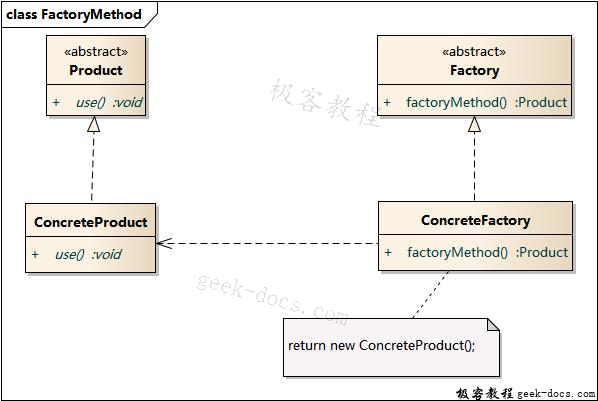 class FactoryMethod
«abstract»
Product
+ use() :void
«abstract»
Factory
+ factoryMethod() :Product
极客教程
ConcreteProduct
+ use() :void
ConcreteFactory
+ factoryMethod() :Product
geek-docs.com
return new ConcreteProduct();
极客教程 geek-docs.com